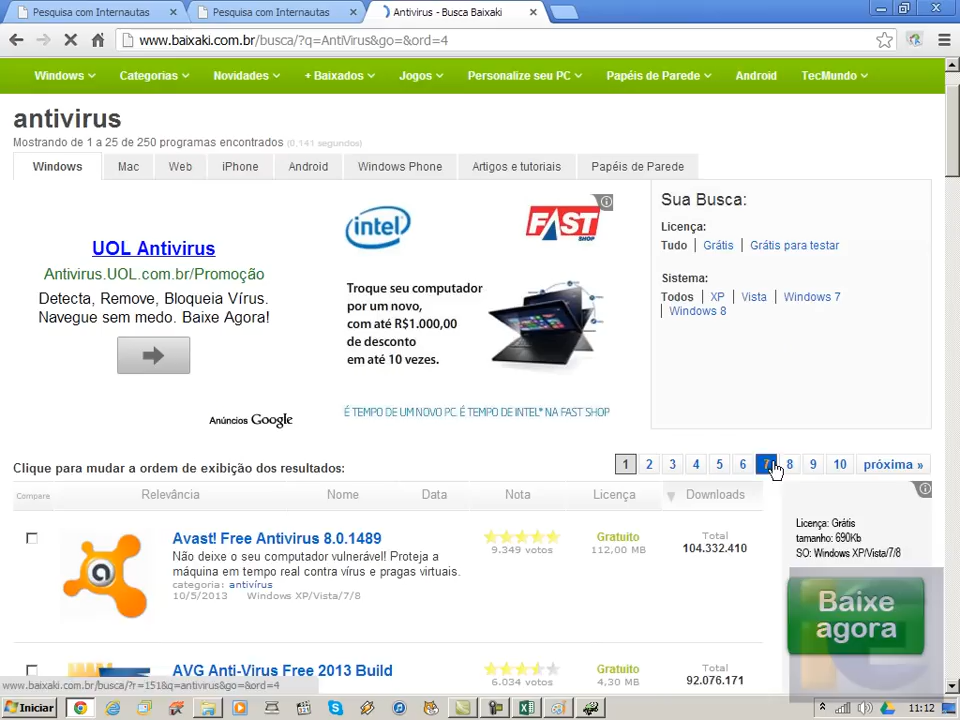 Pesquisa com Internautas
Pesquisa com Internautas
Antivirus - Busca Baixaki
www.baixaki.com.br/busca/?q=AntiVirus&go=&ord=4
Windows
Categorias
Novidades
+ Baixados
Jogos
Personalize seu PC
Papéis de Parede
Android
TecMundo
antivirus
Mostrando de 1 a 25 de 250 programas encontrados (0,141 segundos)
Windows
Mac
Web
iPhone
Android
Windows Phone
Artigos e tutoriais
Papéis de Parede
UOL Antivirus
Antivirus.UOL.com.br/Promoção
Detecta, Remove, Bloqueia Vírus.
Navegue sem medo. Baixe Agora!
Anúncios Google
intel
FAST
SHOP
Troque seu computador
por um novo,
com até R$1.000,00
de desconto
em até 10 vezes.
É TEMPO DE UM NOVO PC. É TEMPO DE INTEL® NA FAST SHOP
Sua Busca:
Licença:
Tudo | Grátis | Grátis para testar
Sistema:
Todos | XP | Vista | Windows 7
| Windows 8
Clique para mudar a ordem de exibição dos resultados:
1 2 3 4 5 6 7 8 9 10 próxima »
Compare
Relevância
Nome
Data
Nota
Licença
Downloads
Avast! Free Antivirus 8.0.1489
Não deixe o seu computador vulnerável! Proteja a
máquina em tempo real contra vírus e pragas virtuais.
categoria: antivírus
10/5/2013 Windows XP/Vista/7/8
9.349 votos
Gratuito
112,00 MB
Total
104.332.410
AVG Anti-Virus Free 2013 Build
6.034 votos
Gratuito
4,30 MB
Total
92.076.171
Licença: Grátis
tamanho: 690Kb
SO: Windows XP/Vista/7/8
Baixe
agora
www.baixaki.com.br/busca/?r=151&q=antivirus&go=&ord=4
Iniciar
11:12